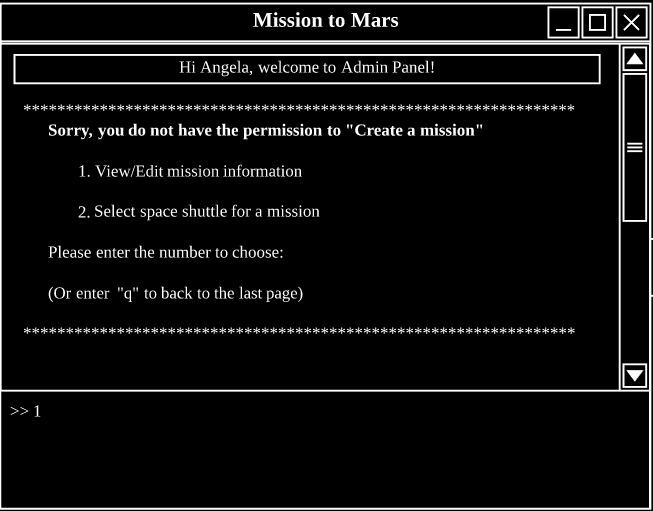 Mission to Mars
Hi Angela, welcome to Admin Panel!
****************************************************************
Sorry, you do not have the permission to "Create a mission"
1. View/Edit mission information
2. Select space shuttle for a mission
Please enter the number to choose:
(Or enter "q" to back to the last page)
****************************************************************
>> 1